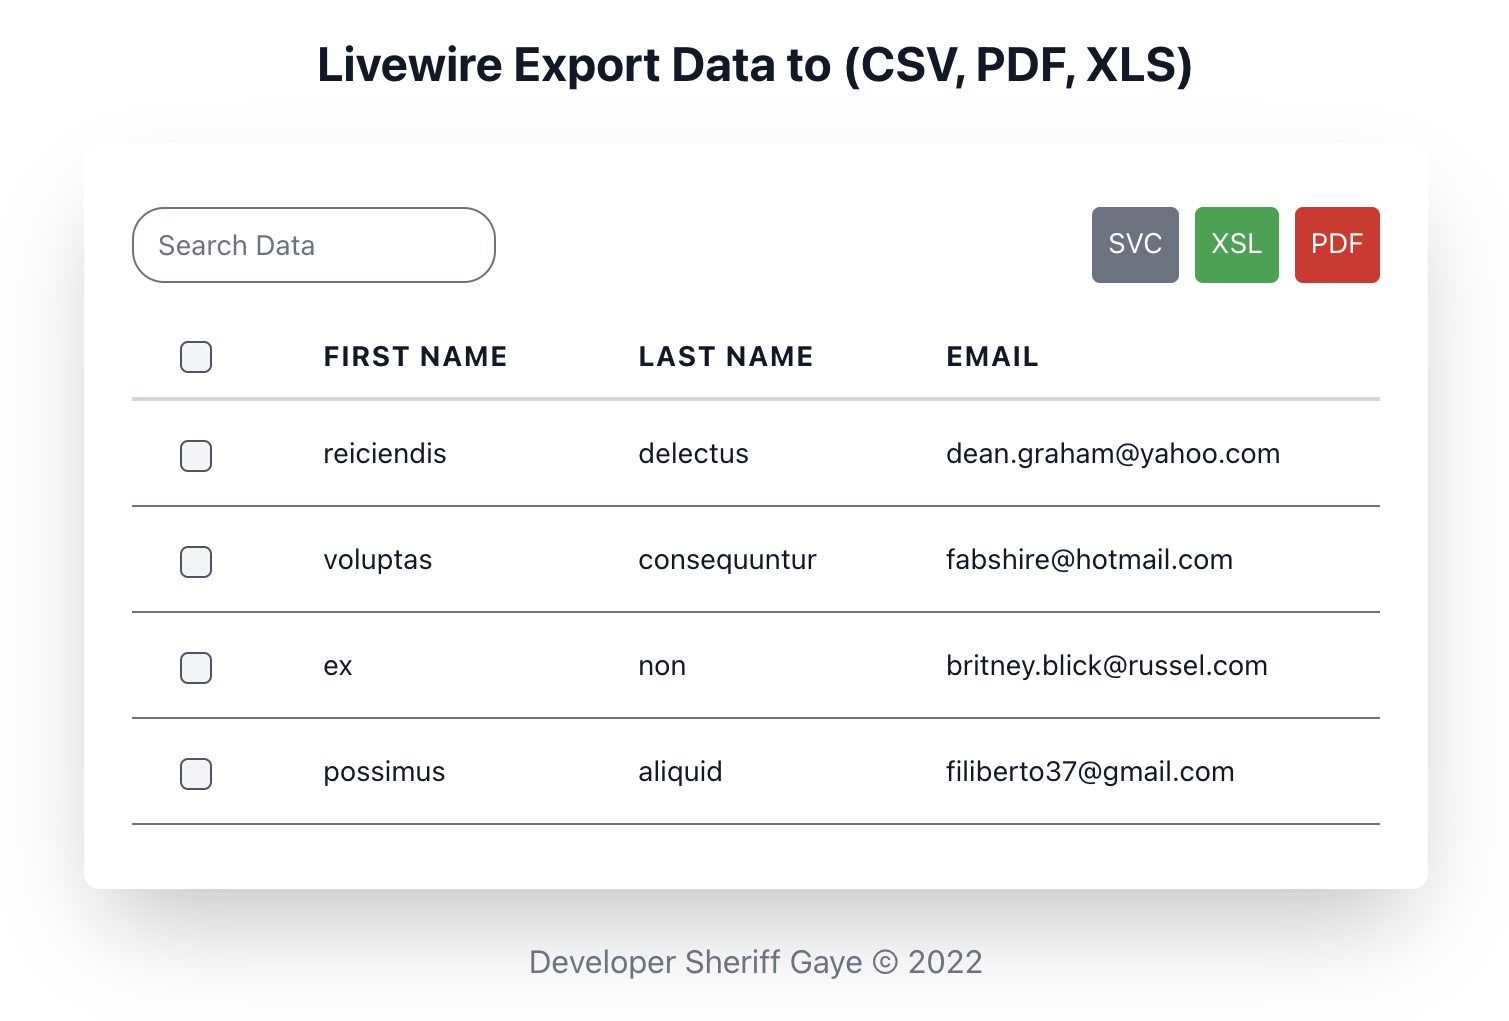 Livewire Export Data to (CSV, PDF, XLS)
Search Data SVC XSL PDF
FIRST NAME LAST NAME EMAIL
reiciendis delectus dean.graham@yahoo.com
voluptas consequuntur fabshire@hotmail.com
ex non britney.blick@russel.com
possimus aliquid filiberto37@gmail.com
Developer Sheriff Gaye © 2022